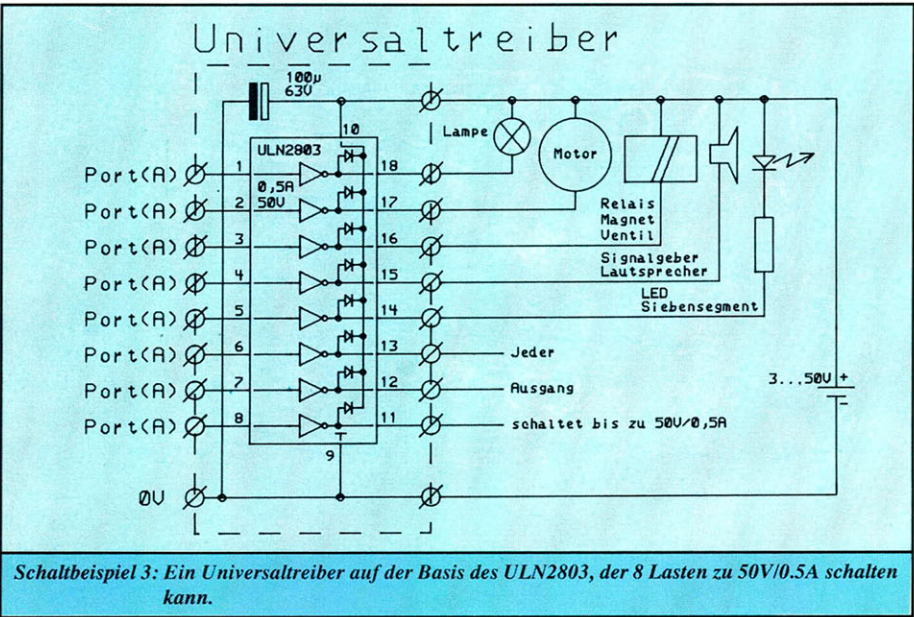 Universaltreiber
100µ
63V
10
Lampe
ULN2803
Motor
Port(A)
1
18
0,5A
50V
Port(A)
2
17
Relais
Magnet
Ventil
Port(A)
3
16
Signalgeber
Lautsprecher
Port(A)
4
15
LED
Siebensegment
Port(A)
5
14
Port(A)
6
13
Jeder
3...50V +
-
Port(A)
7
12
Ausgang
Port(A)
8
11
schaltet bis zu 50V/0,5A
9
0V
Schaltbeispiel 3: Ein Universaltreiber auf der Basis des ULN2803, der 8 Lasten zu 50V/0.5A schalten
kann.